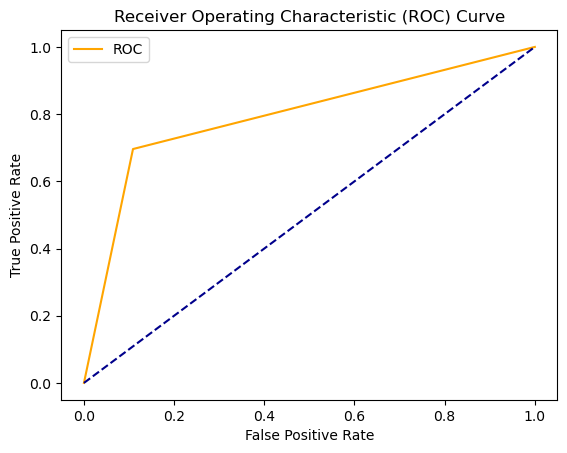 Receiver Operating Characteristic (ROC) Curve
ROC
True Positive Rate
1.0
0.8
0.6
0.4
0.2
0.0
0.0 0.2 0.4 0.6 0.8 1.0
False Positive Rate